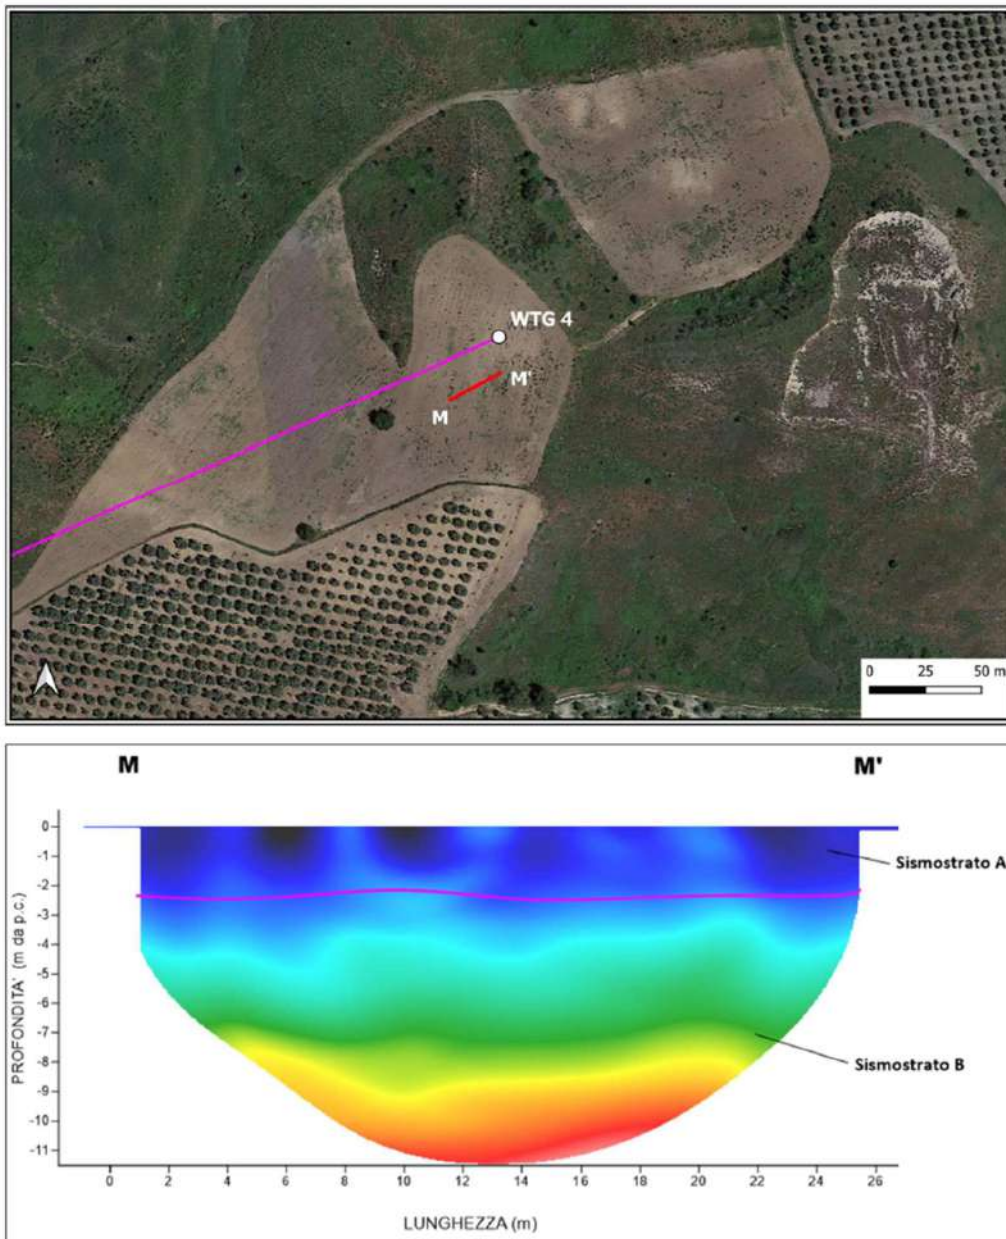 WTG 4
M'
M
0 25 50 m
M M'
0
-1
Sismostrato A
-2
-3
-4
-5
-6
-7
-8
Sismostrato B
-9
-10
-11
PROFONDITA' (m da p.c.)
0 2 4 6 8 10 12 14 16 18 20 22 24 26
LUNGHEZZA (m)